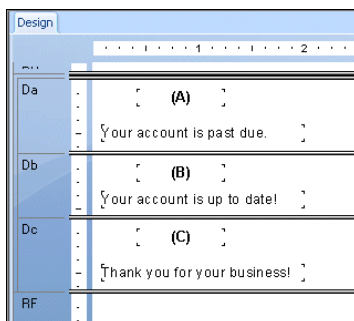 Design
1 2
Da
(A)
Your account is past due.
Db
(B)
Your account is up to date!
Dc
(C)
Thank you for your business!
RF